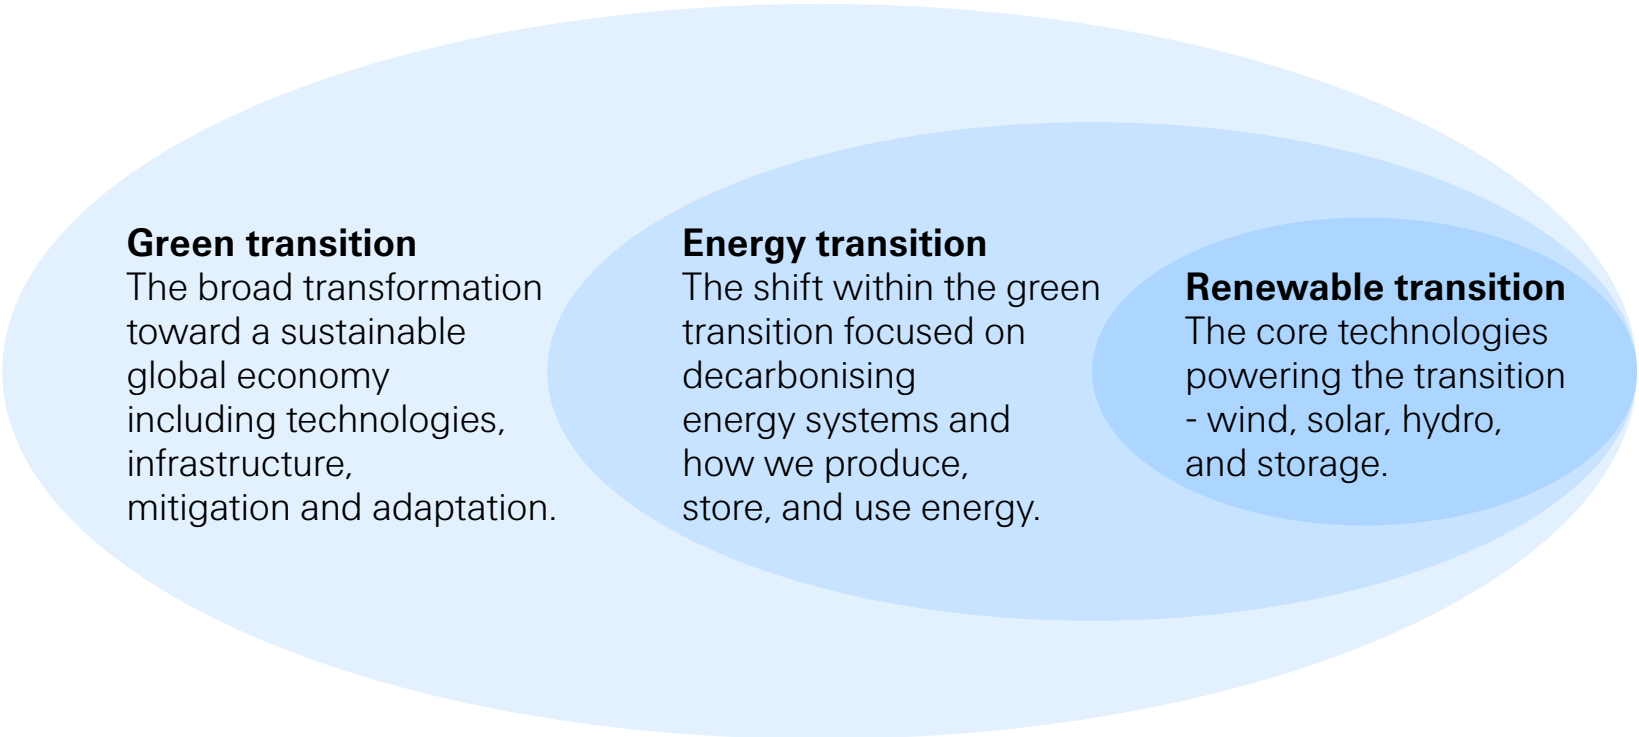 Green transition
The broad transformation
toward a sustainable
global economy
including technologies,
infrastructure,
mitigation and adaptation.
Energy transition
The shift within the green
transition focused on
decarbonising
energy systems and
how we produce,
store, and use energy.
Renewable transition
The core technologies
powering the transition
- wind, solar, hydro,
and storage.